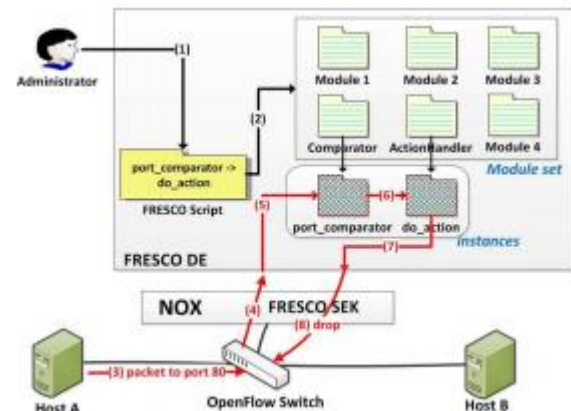 (1)
Administrator
Module 1
Module 2
Module 3
(2)
Comparator
ActionHandler
Module 4
Module set
port_comparator ->
do_action
FRESCO Script
(5)
(6)
port_comparator
do_action
(7)
instances
FRESCO DE
NOX
FRESCO SEK
(4)
(8) drop
(3) packet to port 80
Host A
OpenFlow Switch
Host B